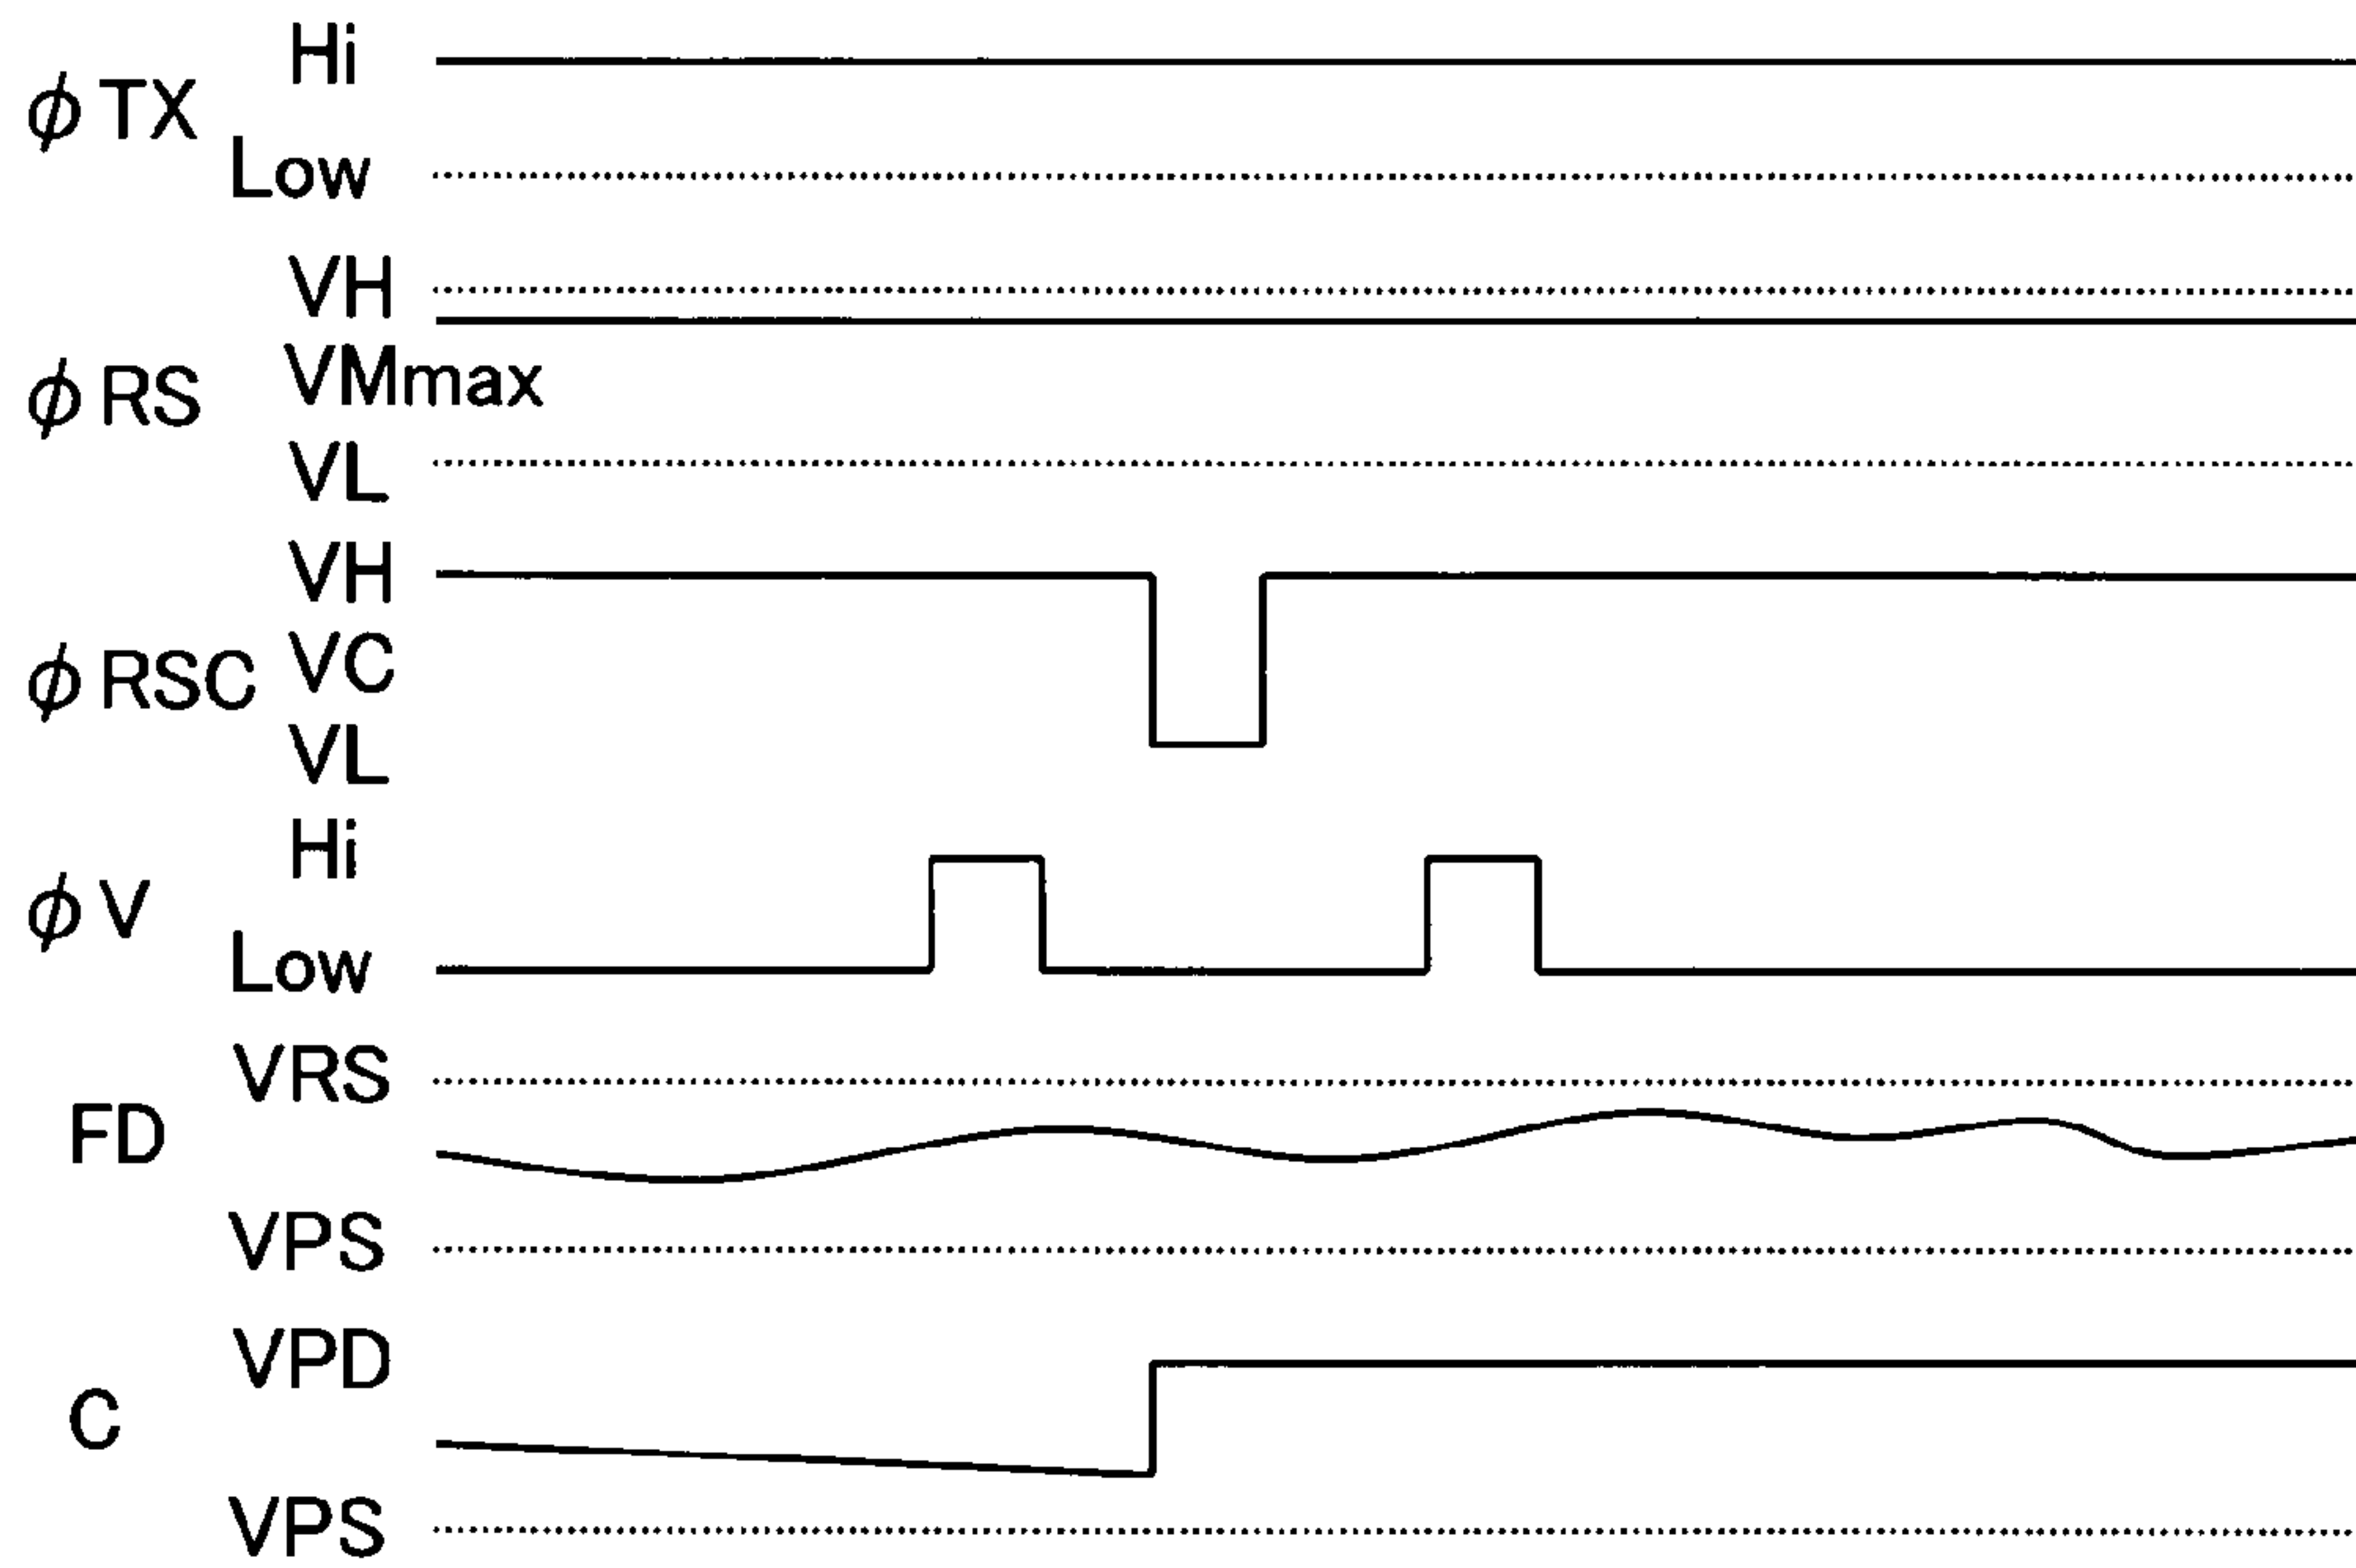 Hi
φTX
Low
VH
φRS VMmax
VL
VH
φRSC VC
VL
Hi
φV
Low
VRS
FD
VPS
VPD
C
VPS